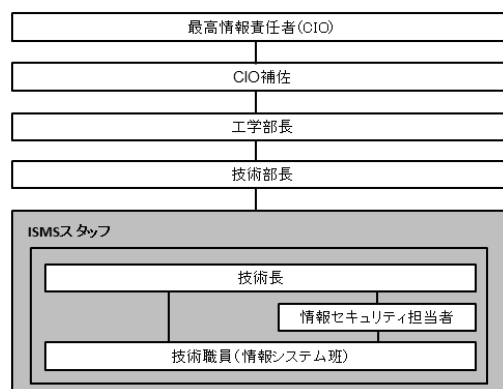 最高情報責任者(CIO)
CIO補佐
工学部長
技術部長
ISMSスタッフ
技術長
情報セキュリティ担当者
技術職員(情報システム班)